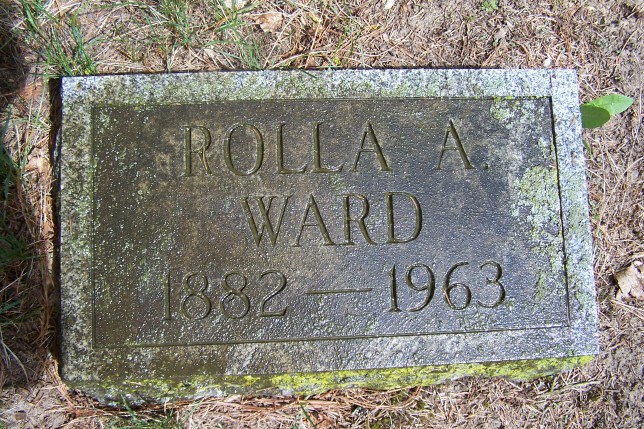 ROLLA A.
WARD
1882 — 1963